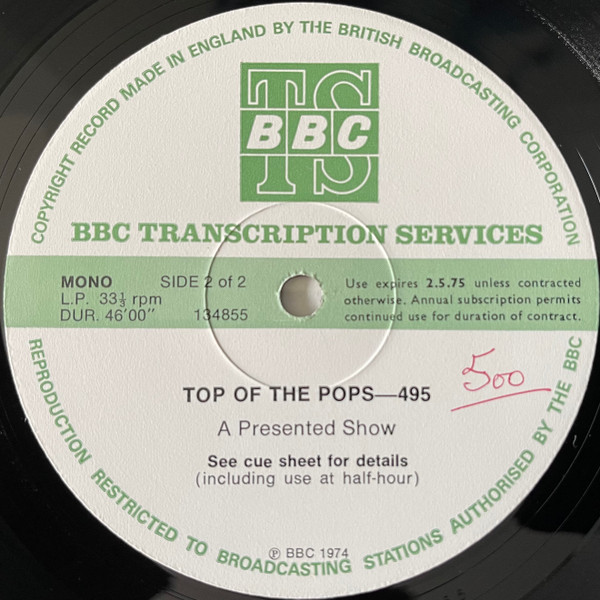 COPYRIGHT RECORD MADE IN ENGLAND BY THE BRITISH BROADCASTING CORPORATION
TS
BBC
BBC TRANSCRIPTION SERVICES
MONO SIDE 2 of 2
L.P. 33⅓ rpm
DUR. 46'00" 134855
Use expires 2.5.75 unless contracted
otherwise. Annual subscription permits
continued use for duration of contract.
500
TOP OF THE POPS—495
A Presented Show
See cue sheet for details
(including use at half-hour)
℗ BBC 1974
REPRODUCTION RESTRICTED TO BROADCASTING STATIONS AUTHORISED BY THE BBC